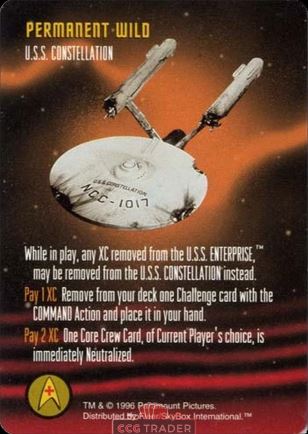 PERMANENT WILD
U.S.S. CONSTELLATION
U.S.S. CONSTELLATION
NCC-1017
While in play, any XC removed from the U.S.S. ENTERPRISE,™
may be removed from the U.S.S. CONSTELLATION instead.
Pay 1 XC Remove from your deck one Challenge card with the
COMMAND Action and place it in your hand.
Pay 2 XC One Core Crew Card, of Current Player's choice, is
immediately Neutralized.
TM & © 1996 Paramount Pictures.
Distributed By SkyBox International.™
CCG TRADER